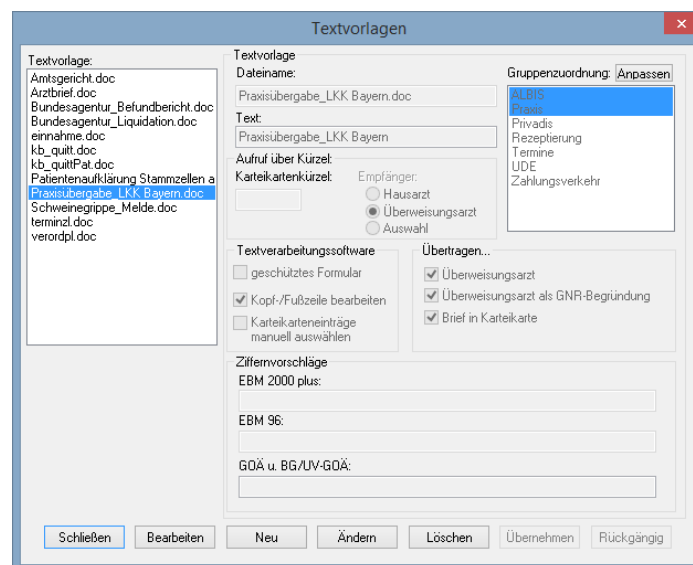 Textvorlagen
Textvorlage:
Amtsgericht.doc
Arztbrief.doc
Bundesagentur_Befundbericht.doc
Bundesagentur_Liquidation.doc
einnahme.doc
kb_quitt.doc
kb_quittPat.doc
Patientenaufklärung Stammzellen a
Praxisübergabe_LKK Bayern.doc
Schweinegrippe_Melde.doc
terminzl.doc
verordpl.doc
Textvorlage
Dateiname:
Praxisübergabe_LKK Bayern.doc
Text:
Praxisübergabe_LKK Bayern
Aufruf über Kürzel:
Karteikartenkürzel:
Empfänger:
Hausarzt
Überweisungsarzt
Auswahl
Gruppenzuordnung:
Anpassen
ALBIS
Praxis
Privadis
Rezeptierung
Termine
UDE
Zahlungsverkehr
Textverarbeitungssoftware
geschütztes Formular
Kopf-/Fußzeile bearbeiten
Karteikarteneinträge
manuell auswählen
Übertragen...
Überweisungsarzt
Überweisungsarzt als GNR-Begründung
Brief in Karteikarte
Ziffernvorschläge
EBM 2000 plus:
EBM 96:
GOÄ u. BG/UV-GOÄ:
Schließen
Bearbeiten
Neu
Ändern
Löschen
Übernehmen
Rückgängig